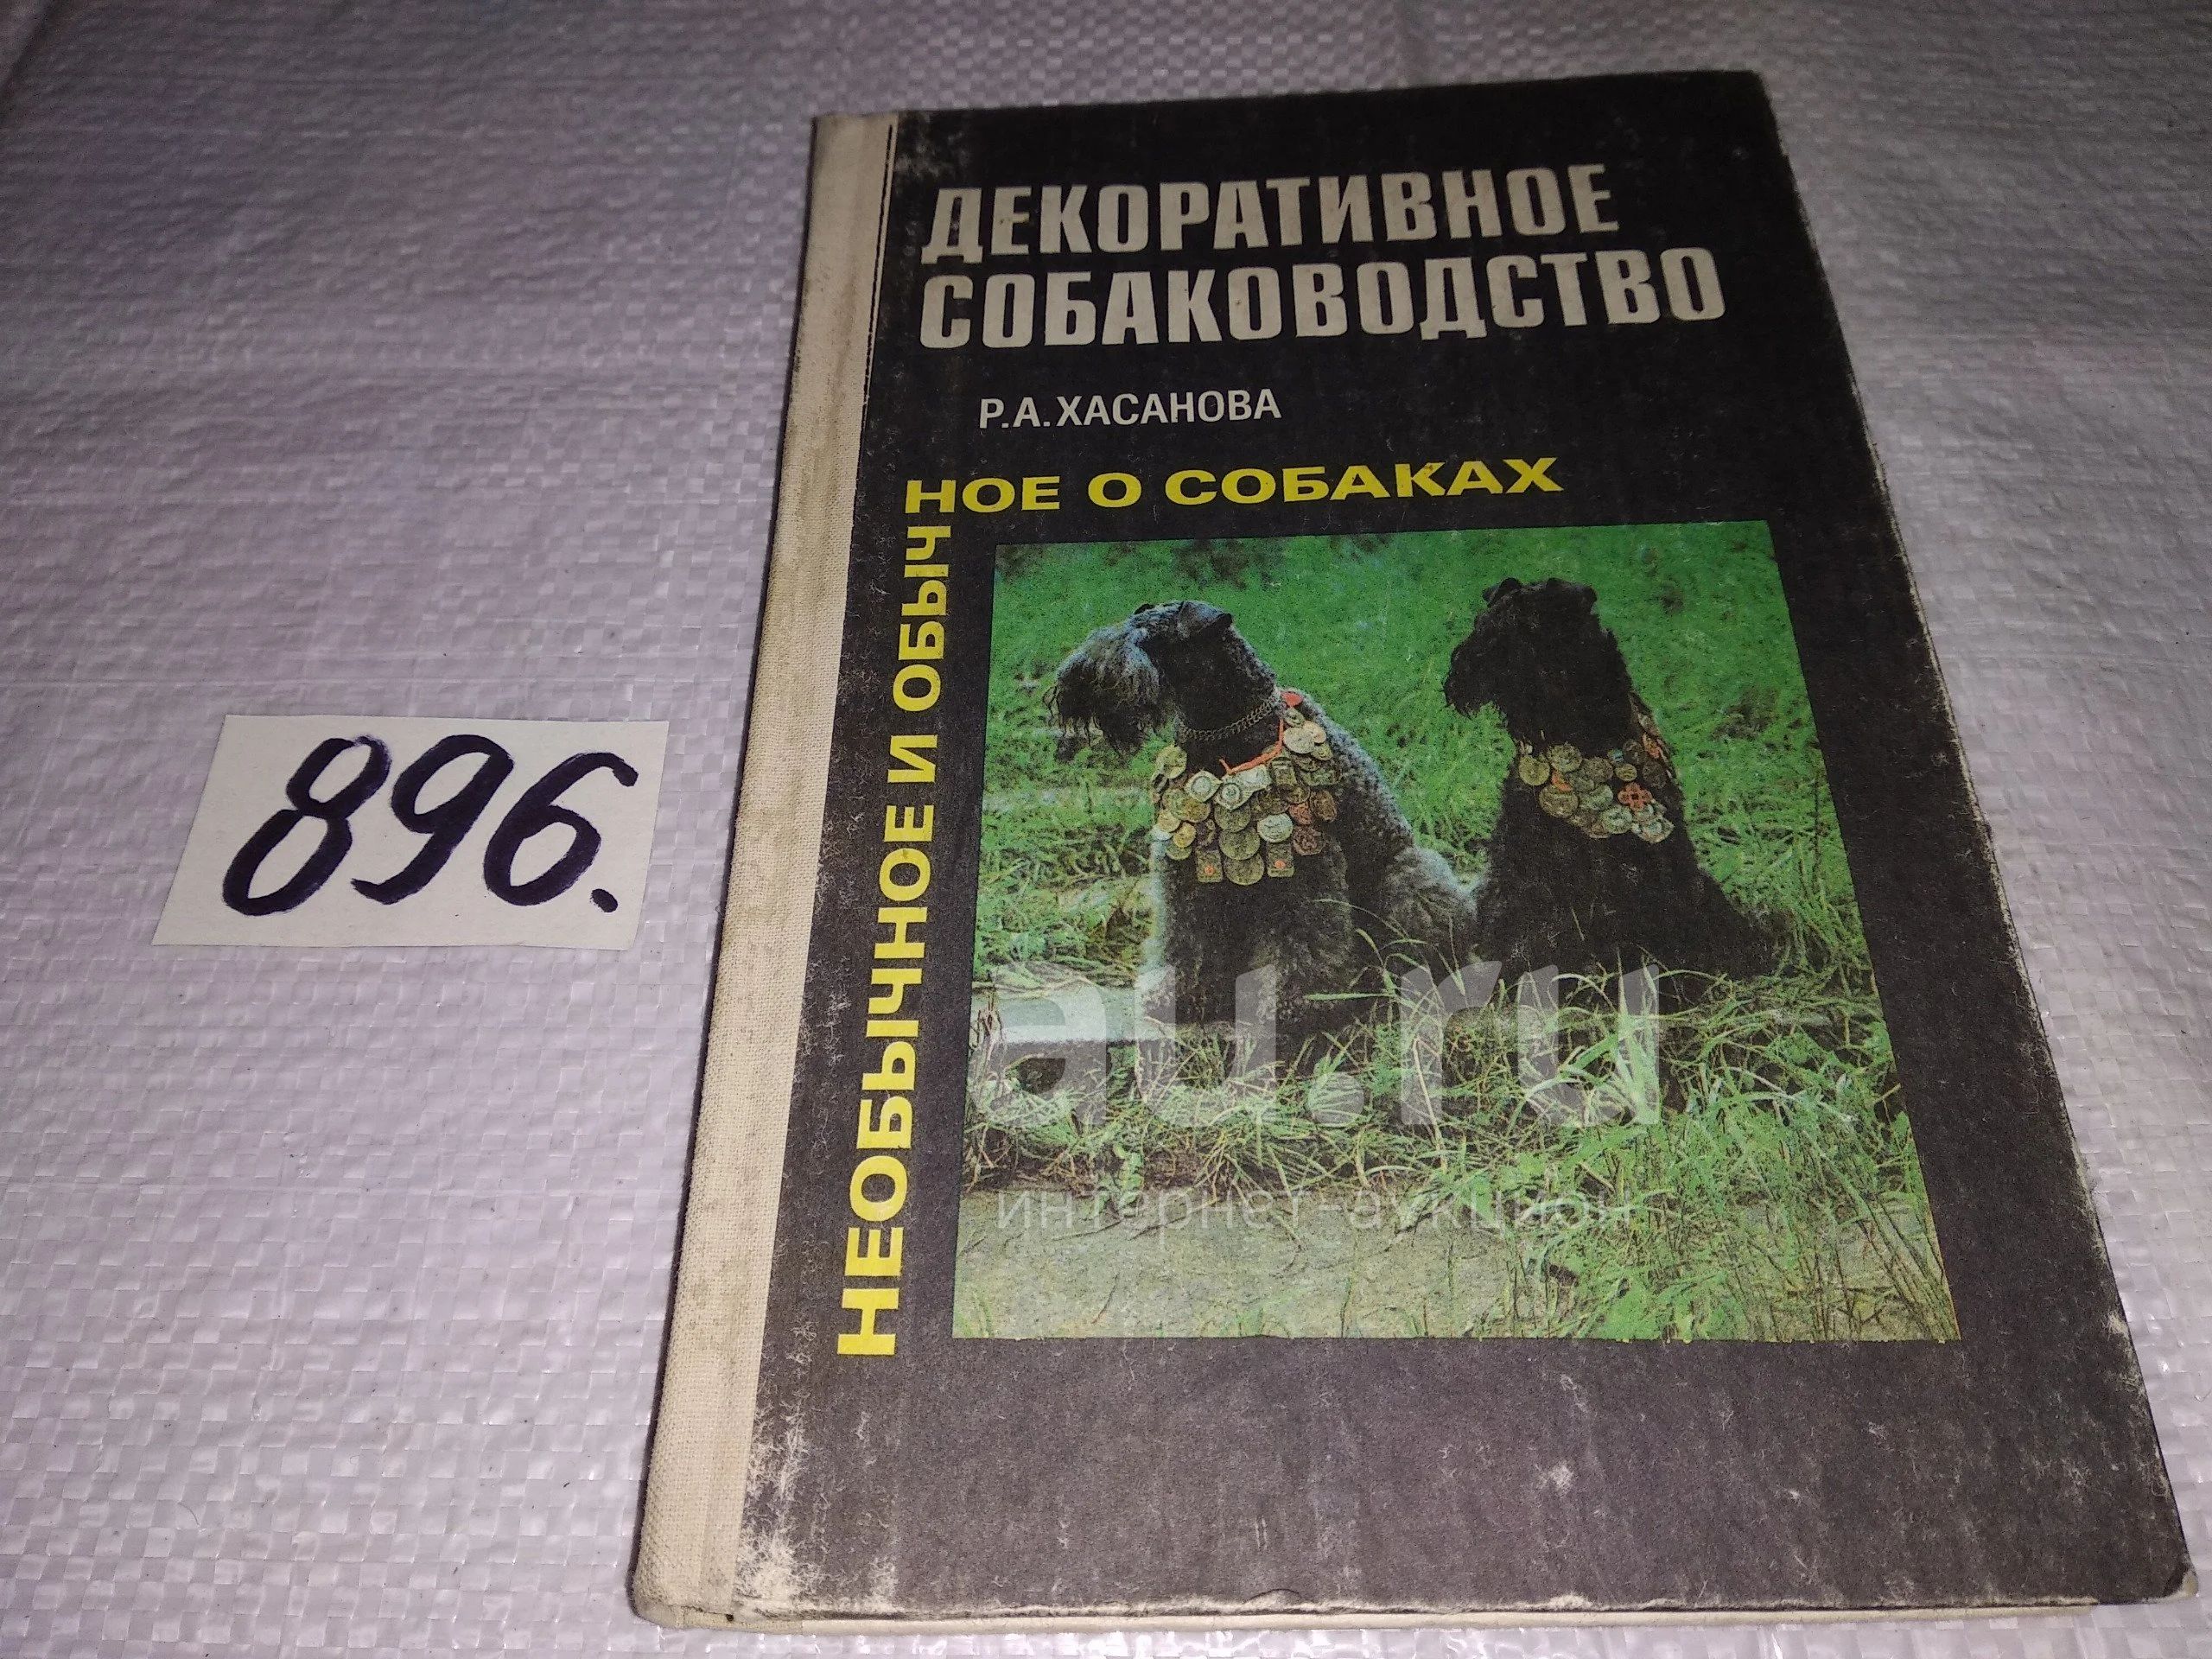 ДЕКОРАТИВНОЕ
СОБАКОВОДСТВО
Р.А.ХАСАНОВА
НЕОБЫЧНОЕ И ОБЫЧНОЕ О СОБАКАХ
896.
au.ru
интернет-аукцион